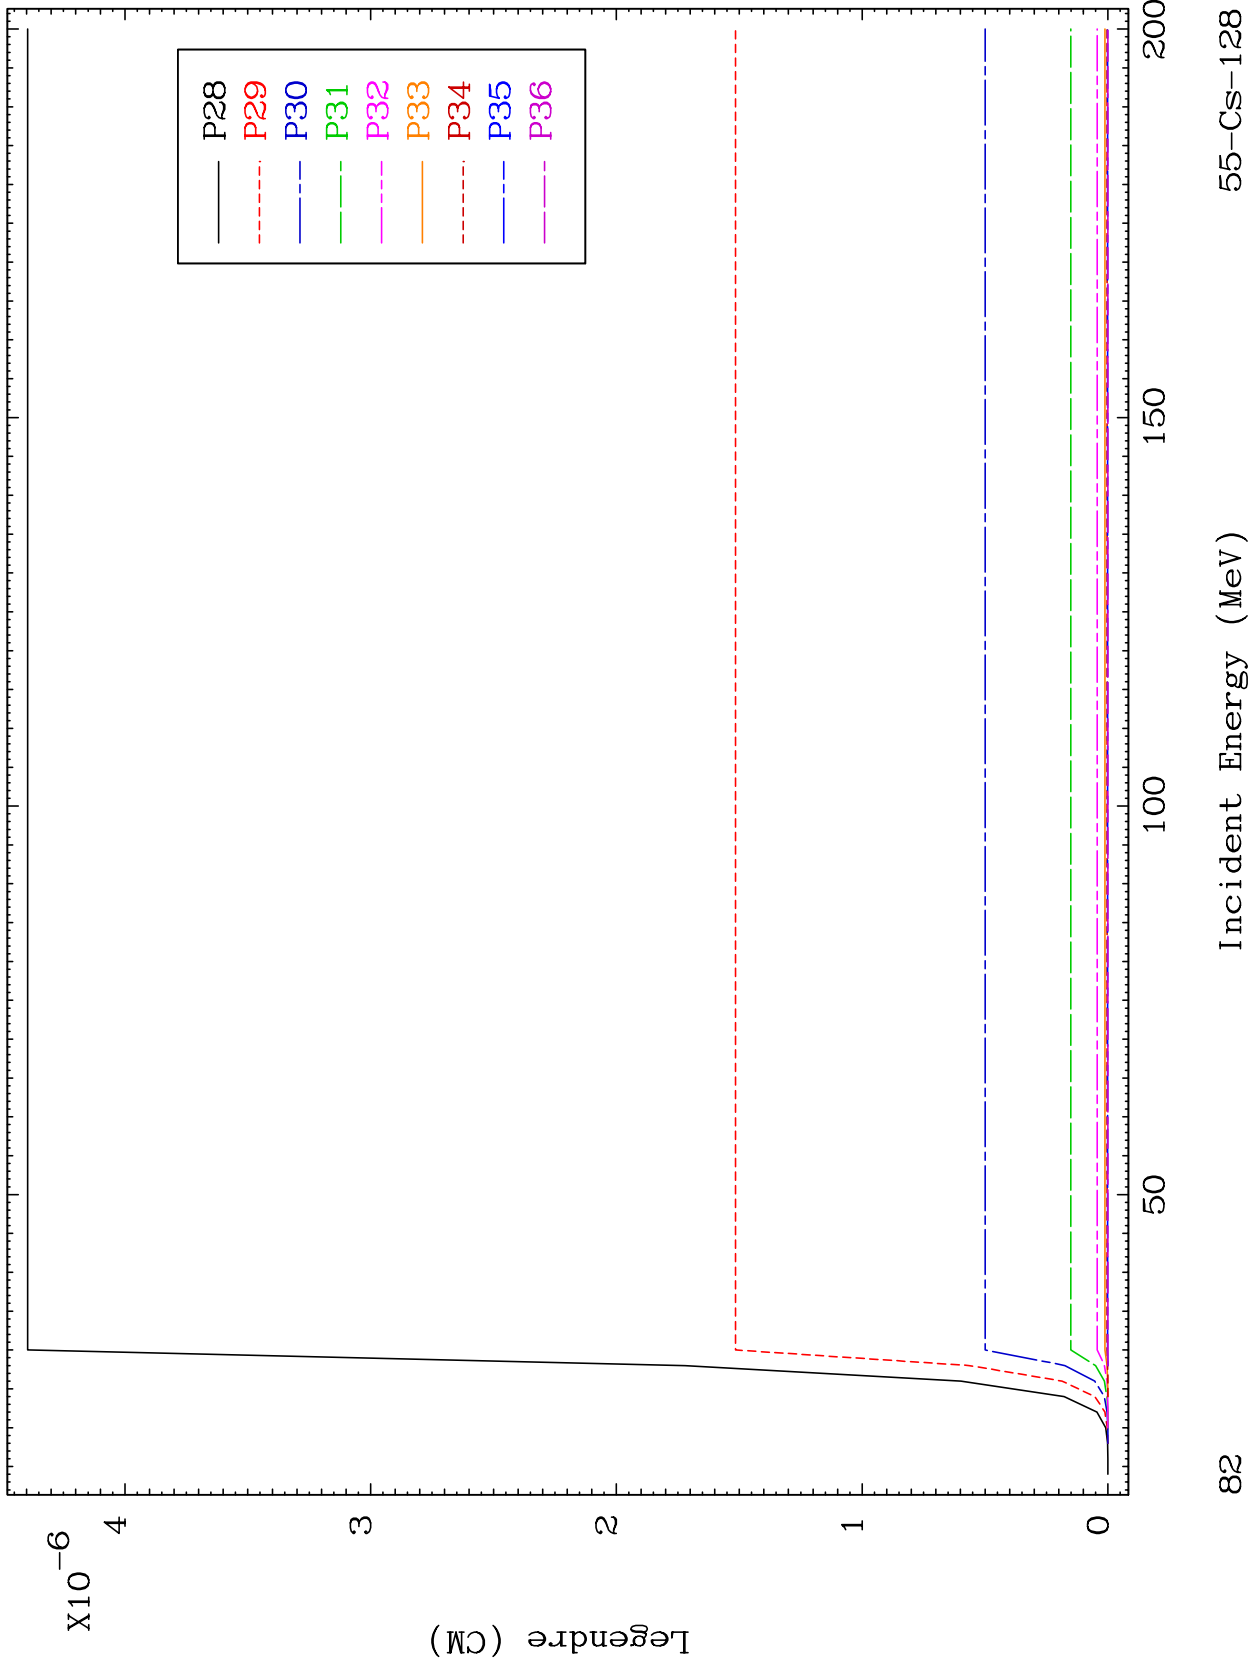 X10-6
4
3
2
1
0
Legendre (CM)
P28
P29
P30
P31
P32
P33
P34
P35
P36
50
100
150
200
82
Incident Energy (MeV)
55-Cs-128